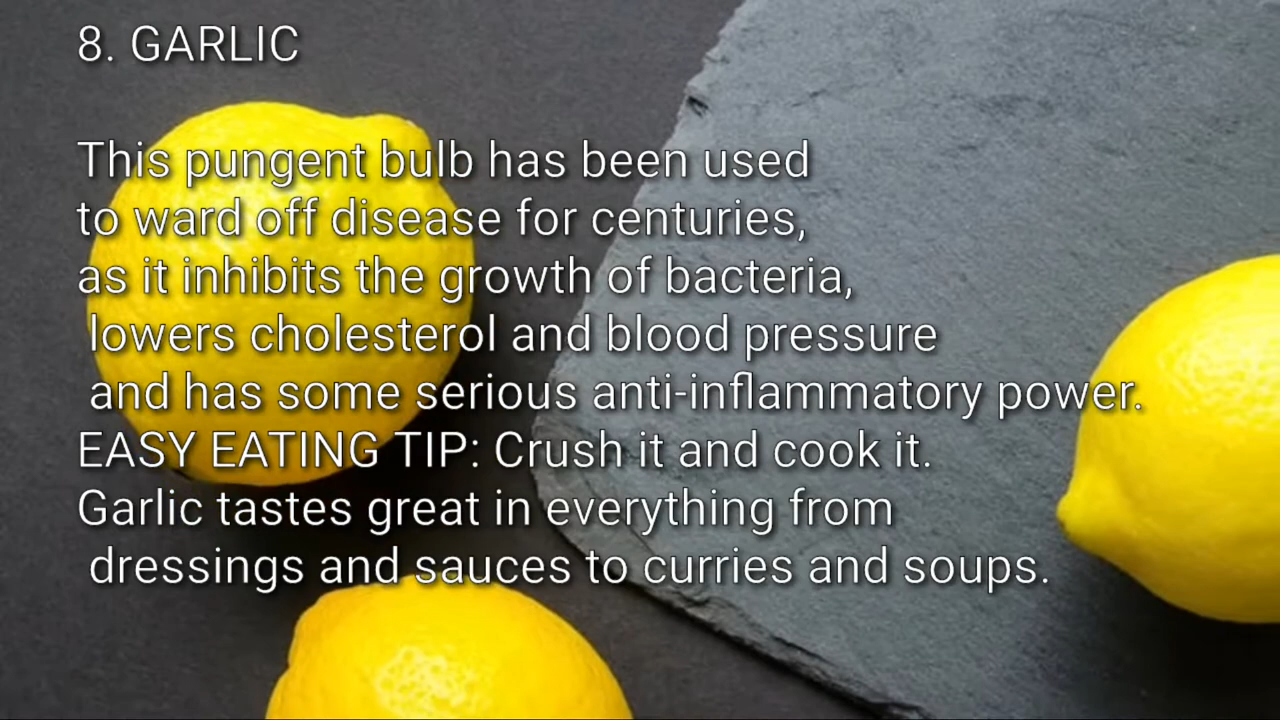 8. GARLIC
This pungent bulb has been used
to ward off disease for centuries,
as it inhibits the growth of bacteria,
lowers cholesterol and blood pressure
and has some serious anti-inflammatory power.
EASY EATING TIP: Crush it and cook it.
Garlic tastes great in everything from
dressings and sauces to curries and soups.